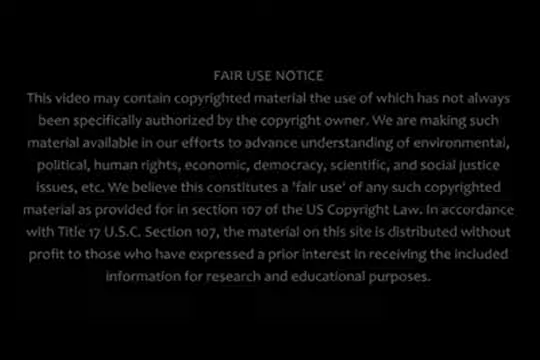 FAIR USE NOTICE
This video may contain copyrighted material the use of which has not always
been specifically authorized by the copyright owner. We are making such
material available in our efforts to advance understanding of environmental,
political, human rights, economic, democracy, scientific, and social justice
issues, etc. We believe this constitutes a 'fair use' of any such copyrighted
material as provided for in section 107 of the US Copyright Law. In accordance
with Title 17 U.S.C. Section 107, the material on this site is distributed without
profit to those who have expressed a prior interest in receiving the included
information for research and educational purposes.